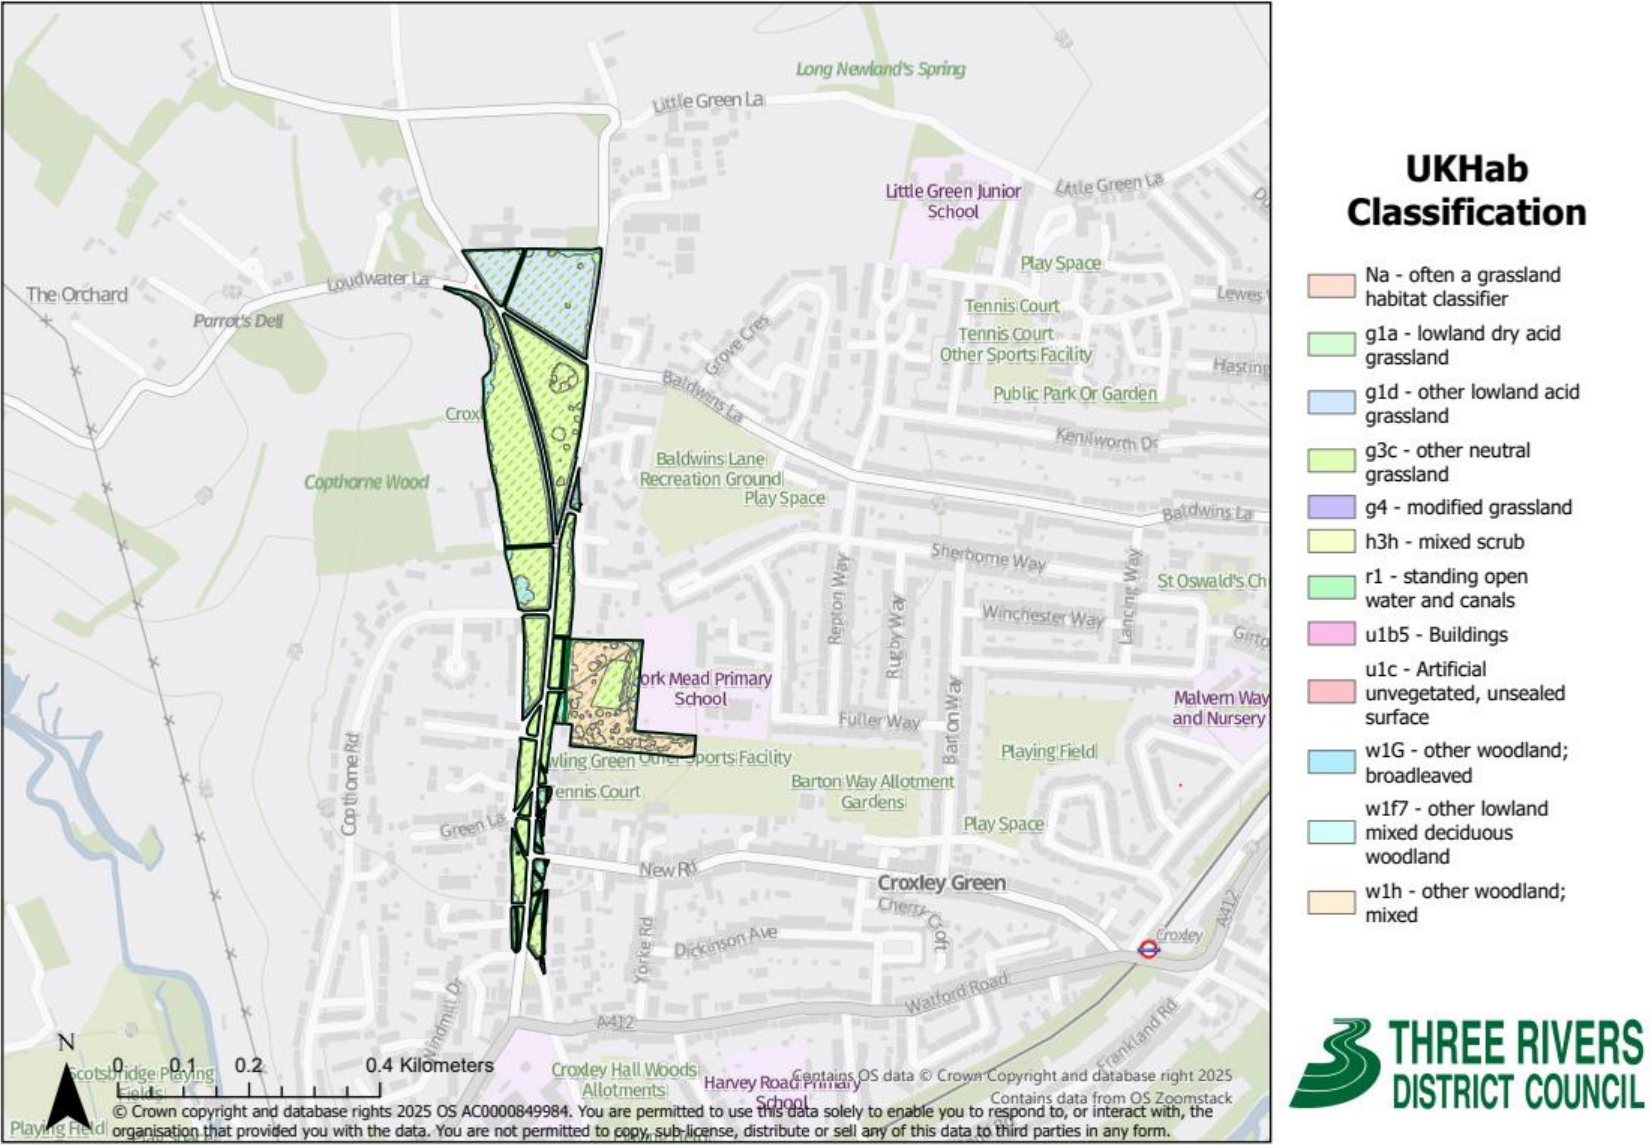 Long Newland's Spring
Little Green La
Little Green Junior
School
Little Green La
Play Space
The Orchard
Loudwater La
Parrot's Dell
Lewes
Tennis Court
Tennis Court
Other Sports Facility
Grove Cres
Hasting
Baldwins La
Public Park Or Garden
Crox
Kenilworth Dr
Baldwins Lane
Recreation Ground
Play Space
Copthorne Wood
Baldwins La
Sherborne Way
Repton Way
Rugby Way
Lancing Way
St Oswald's Ch
Winchester Way
Girto
ork Mead Primary
School
Malvern Way
and Nursery
Barton Way
Fuller Way
Copthorne Rd
wling Green
Other Sports Facility
Playing Field
ennis Court
Barton Way Allotment
Gardens
Green La
Play Space
New Rd
Croxley Green
Cherry Croft
A412
Croxley
Yorke Rd
Dickinson Ave
Windmill Dr
Watford Road
A412
Frankland Rd
N
0 0.1 0.2 0.4 Kilometers
Scotsbridge Playing
Fields
Croxley Hall Woods
Allotments
Harvey Road Primary
School
Contains OS data © Crown Copyright and database right 2025
Contains data from OS Zoomstack
© Crown copyright and database rights 2025 OS AC0000849984. You are permitted to use this data solely to enable you to respond to, or interact with, the
organisation that provided you with the data. You are not permitted to copy, sub-license, distribute or sell any of this data to third parties in any form.
Playing Field
UKHab
Classification
Na - often a grassland
habitat classifier
g1a - lowland dry acid
grassland
g1d - other lowland acid
grassland
g3c - other neutral
grassland
g4 - modified grassland
h3h - mixed scrub
r1 - standing open
water and canals
u1b5 - Buildings
u1c - Artificial
unvegetated, unsealed
surface
w1G - other woodland;
broadleaved
w1f7 - other lowland
mixed deciduous
woodland
w1h - other woodland;
mixed
THREE RIVERS
DISTRICT COUNCIL